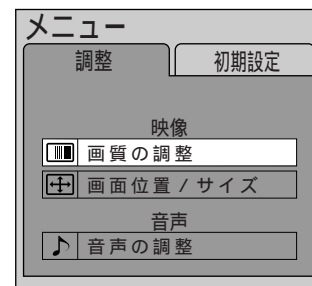 メニュー
調整 初期設定
映像
画質の調整
画面位置 / サイズ
音声
音声の調整